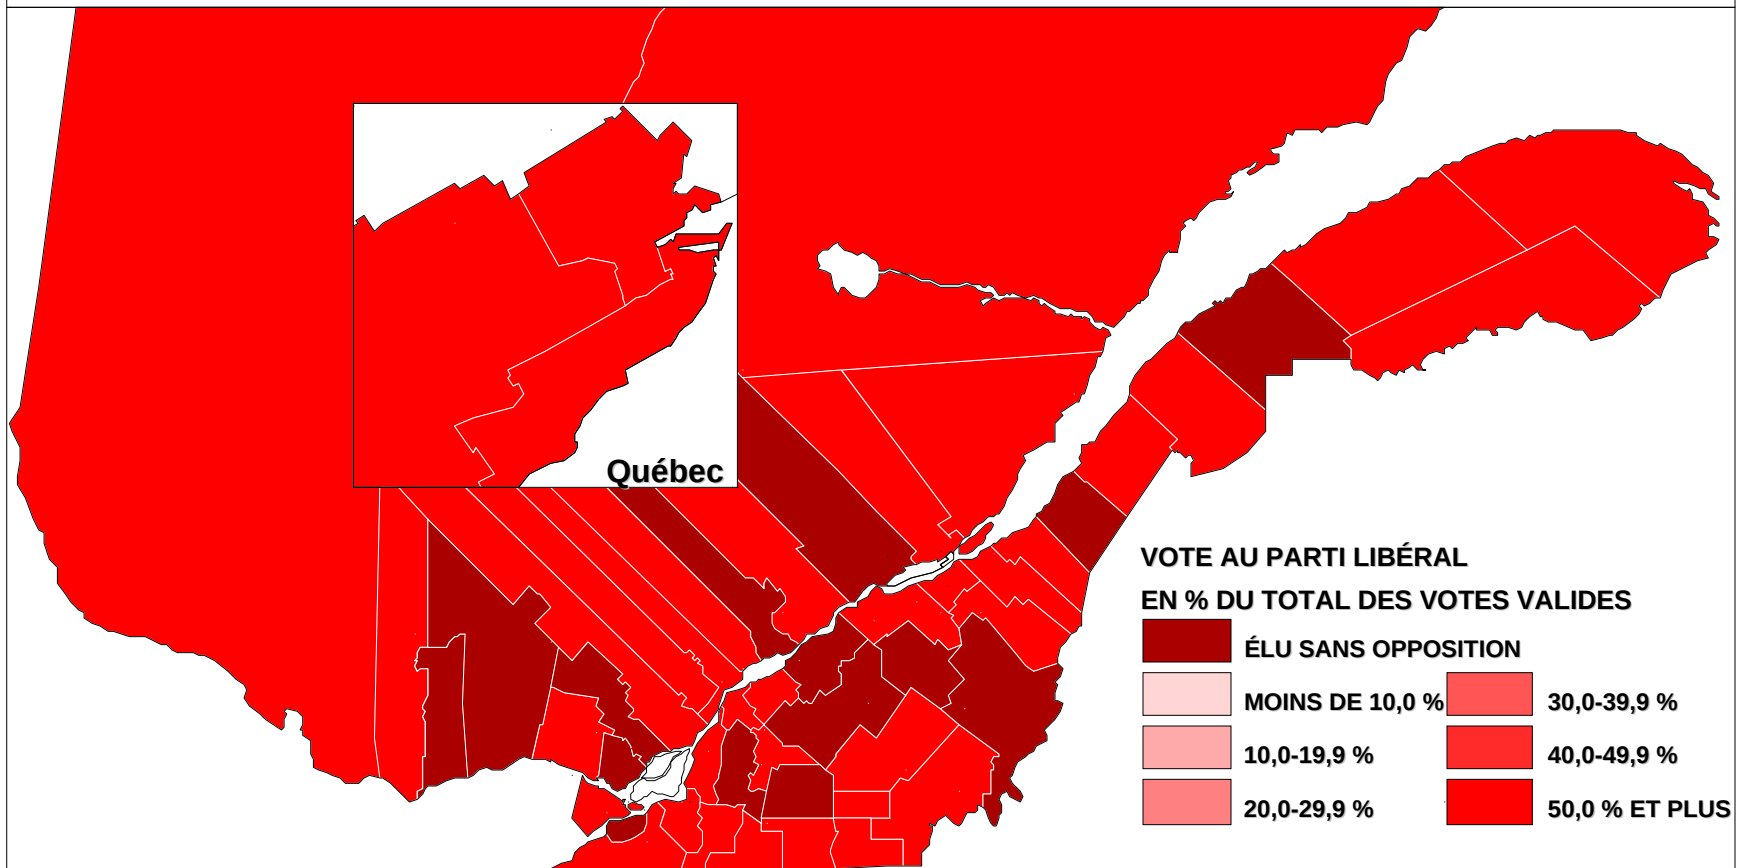 Québec
VOTE AU PARTI LIBÉRAL
EN % DU TOTAL DES VOTES VALIDES
ÉLU SANS OPPOSITION
MOINS DE 10,0 %
30,0-39,9 %
10,0-19,9 %
40,0-49,9 %
20,0-29,9 %
50,0 % ET PLUS